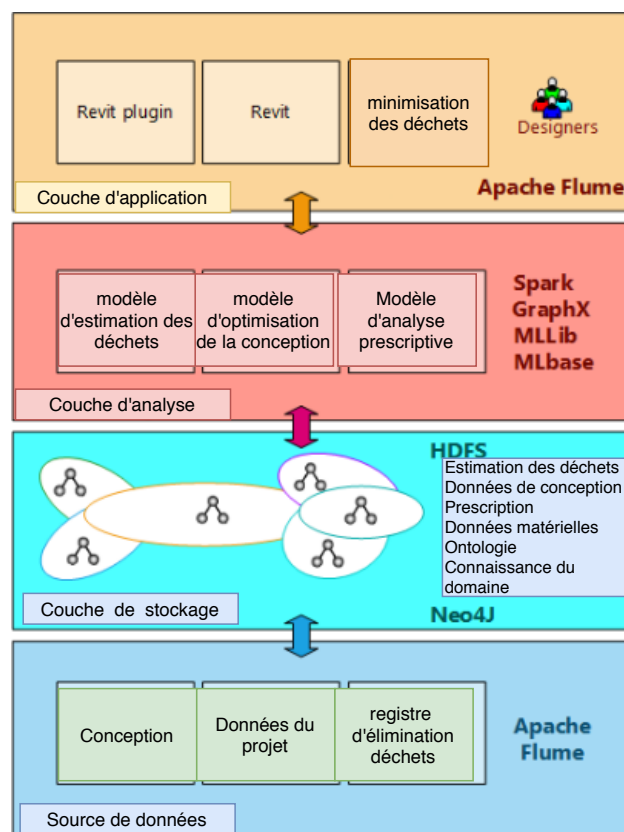 Revit plugin
Revit
minimisation
des déchets
Designers
Couche d'application
Apache Flume
modèle
d'estimation des
déchets
modèle
d'optimisation
de la conception
Modèle
d'analyse
prescriptive
Spark
GraphX
MLLib
MLbase
Couche d'analyse
HDFS
Estimation des déchets
Données de conception
Prescription
Données matérielles
Ontologie
Connaissance du
domaine
Couche de stockage
Neo4J
Conception
Données du
projet
registre
d'élimination
déchets
Apache
Flume
Source de données